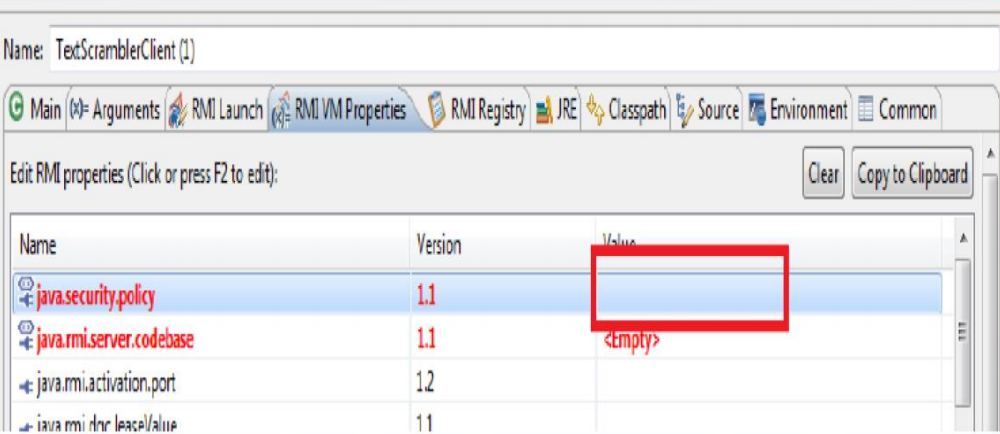 Name: TextScramblerClient (1)
Main (x)= Arguments RMI Launch (x)= RMI VM Properties RMI Registry JRE Classpath Source Environment Common
Edit RMI properties (Click or press F2 to edit): Clear Copy to Clipboard
Name Version Value
java.security.policy 1.1
java.rmi.server.codebase 1.1 <Empty>
java.rmi.activation.port 1.2
java.rmi.dgc.leaseValue 1.1